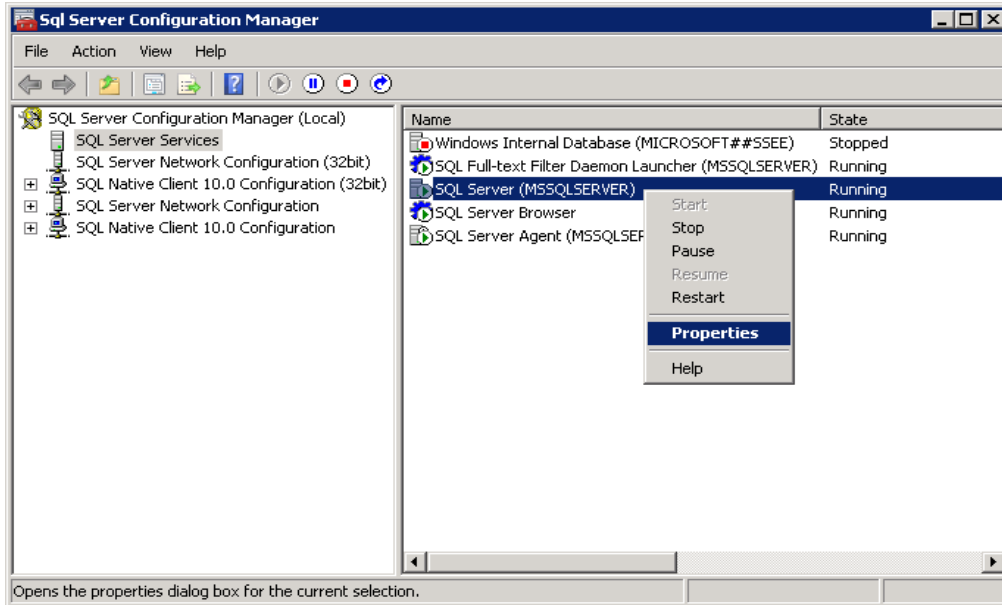 Sql Server Configuration Manager
File Action View Help
SQL Server Configuration Manager (Local)
SQL Server Services
SQL Server Network Configuration (32bit)
SQL Native Client 10.0 Configuration (32bit)
SQL Server Network Configuration
SQL Native Client 10.0 Configuration
Name State
Windows Internal Database (MICROSOFT##SSEE) Stopped
SQL Full-text Filter Daemon Launcher (MSSQLSERVER) Running
SQL Server (MSSQLSERVER) Running
SQL Server Browser Running
SQL Server Agent (MSSQLSEF Running
Start
Stop
Pause
Resume
Restart
Properties
Help
Opens the properties dialog box for the current selection.